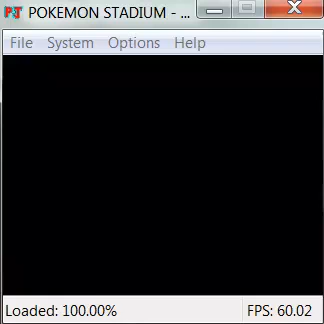 PJ POKEMON STADIUM - ...
File System Options Help
Loaded: 100.00% FPS: 60.02